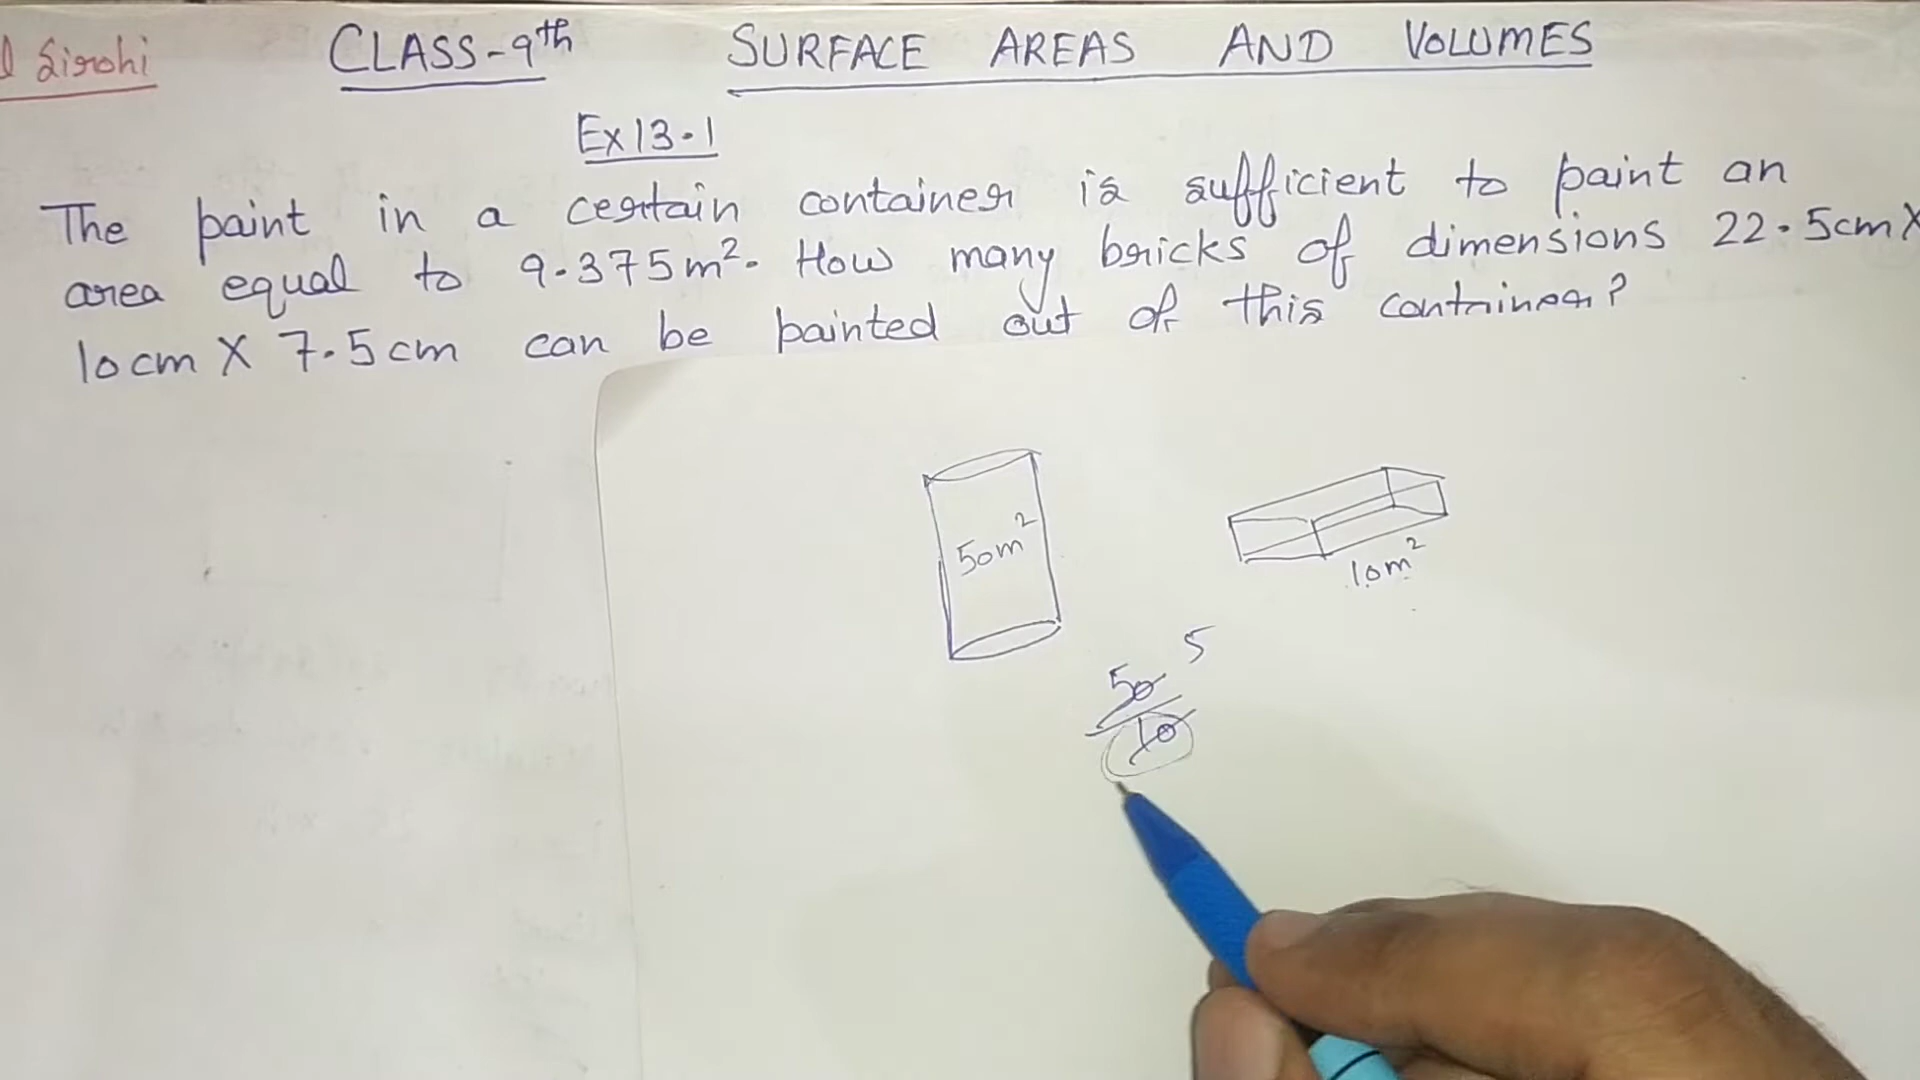 Sirohi CLASS-9th SURFACE AREAS AND VOLUMES
Ex 13.1
The paint in a certain container is sufficient to paint an
area equal to 9.375m². How many bricks of dimensions 22.5cm X
10cm X 7.5cm can be painted out of this container?
50m²
10m²
5
50
10